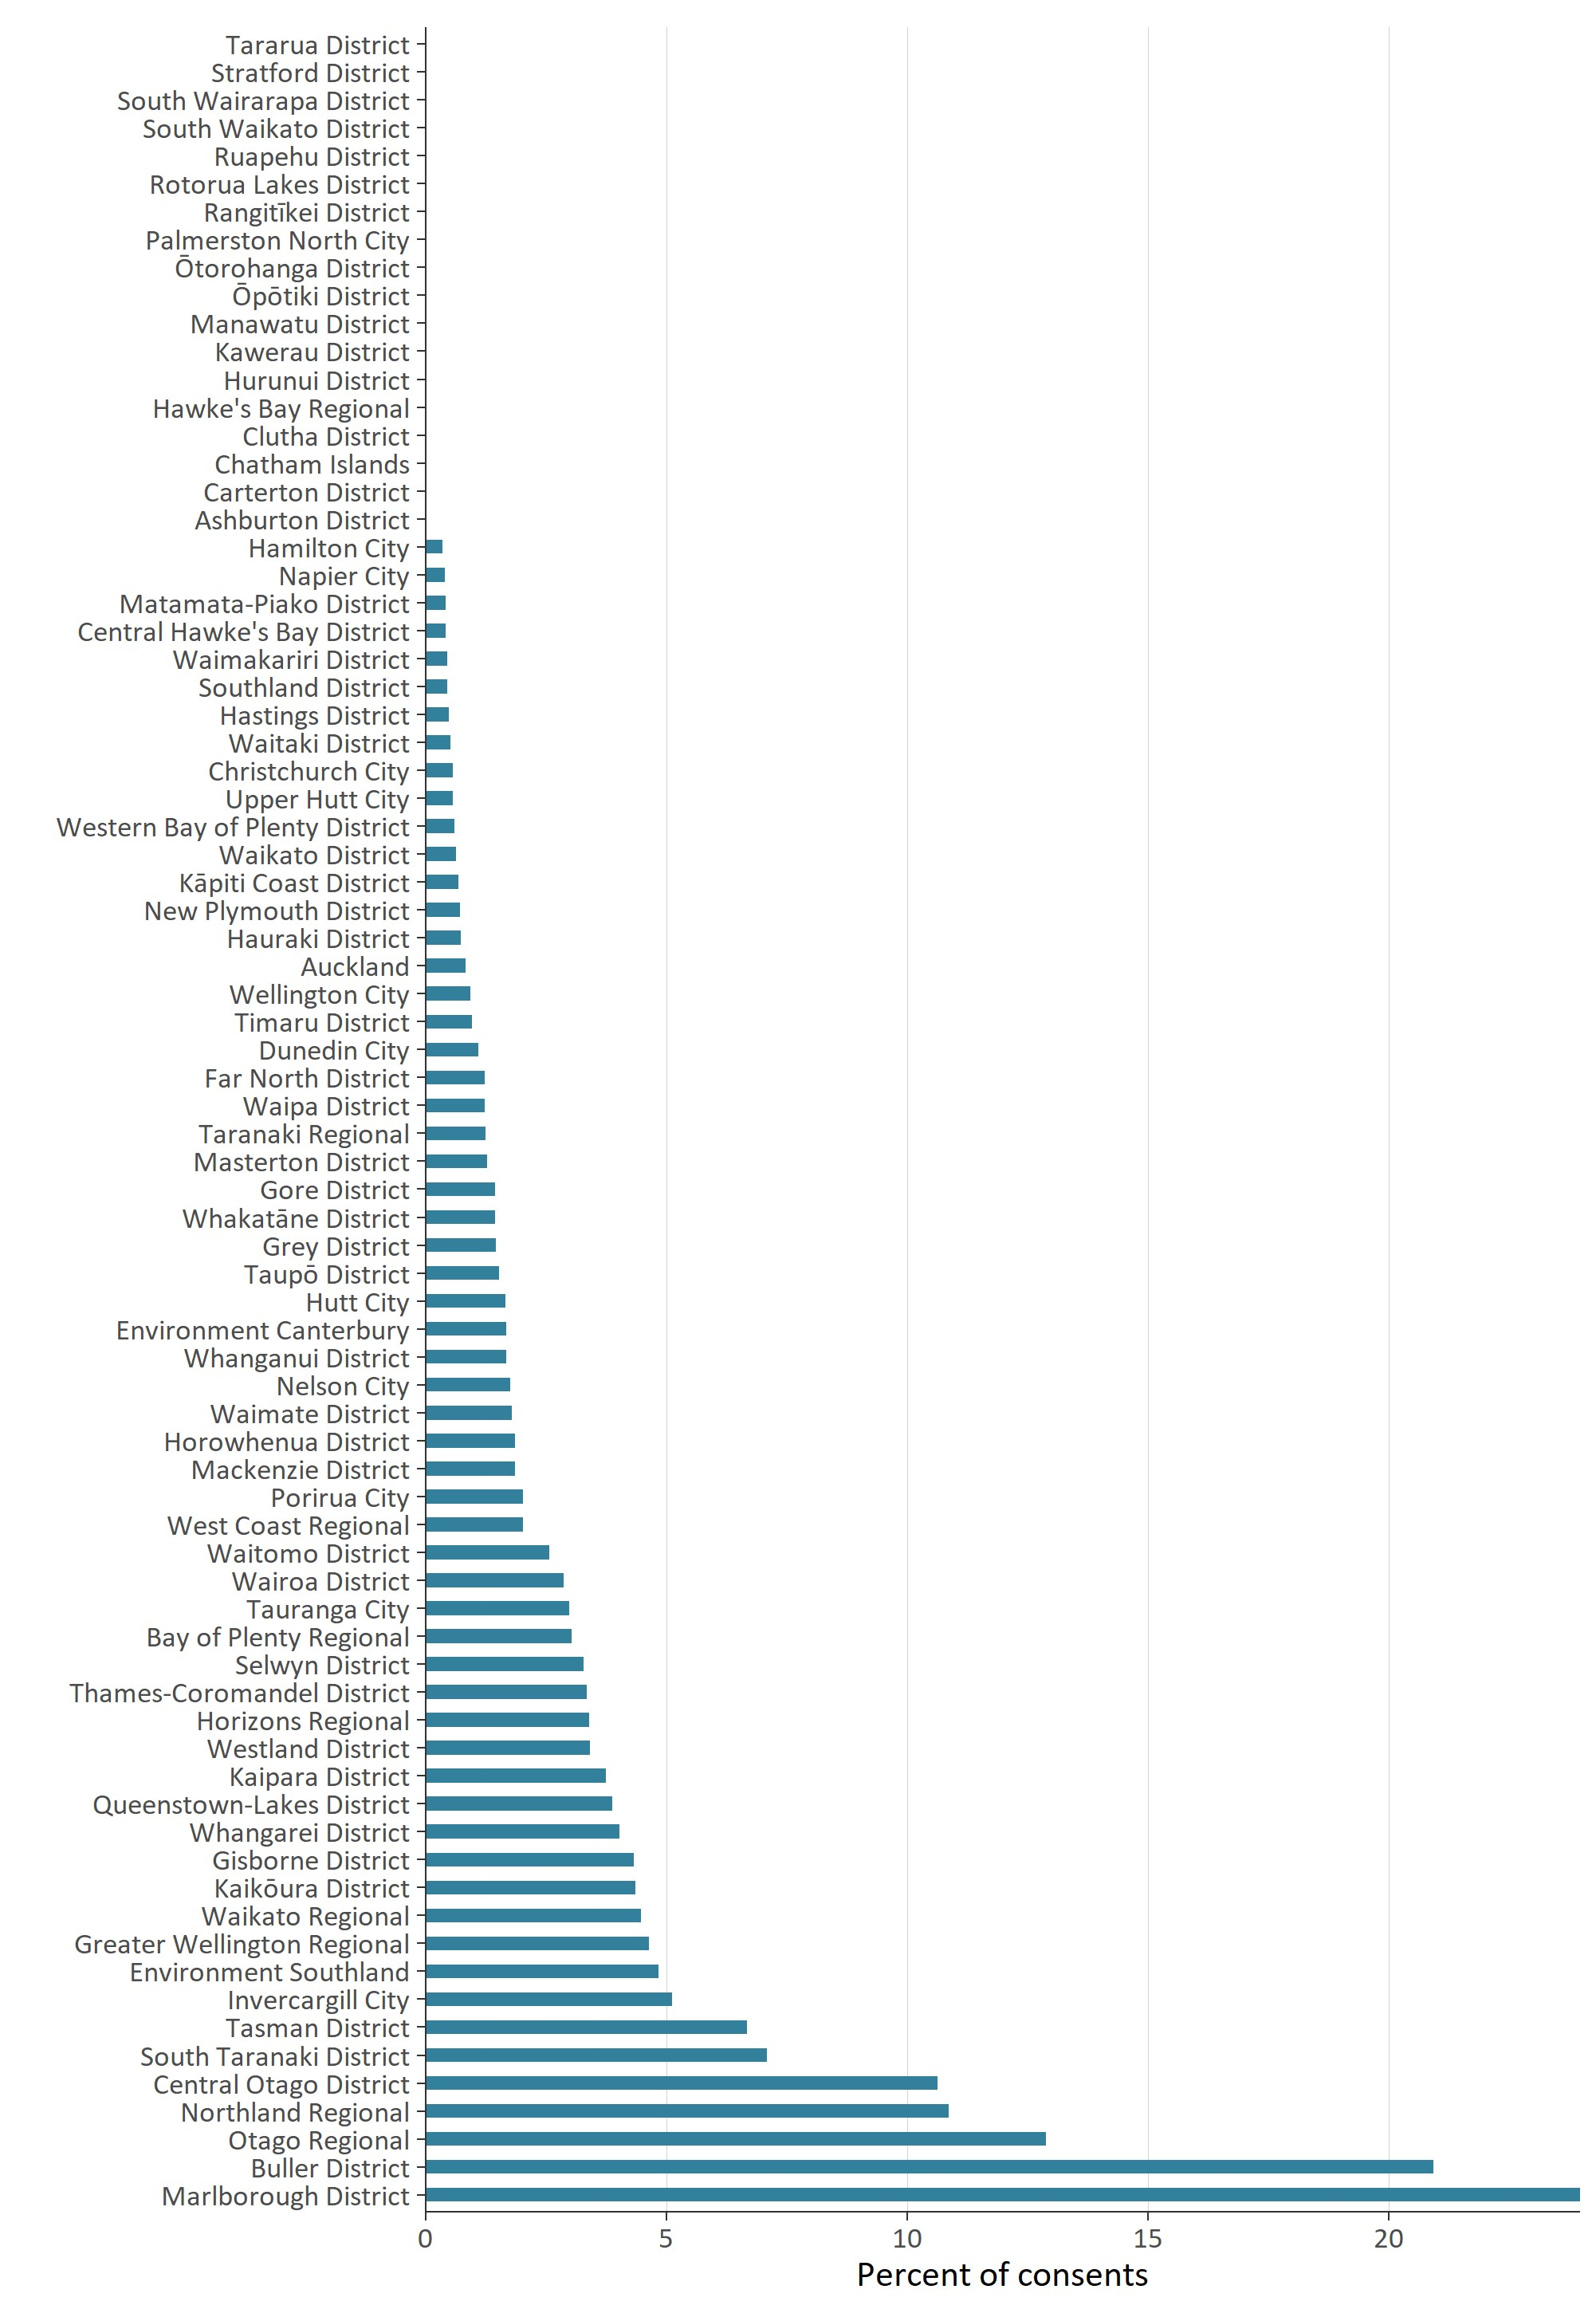 Tararua District
Stratford District
South Wairarapa District
South Waikato District
Ruapehu District
Rotorua Lakes District
Rangitīkei District
Palmerston North City
Ōtorohanga District
Ōpōtiki District
Manawatu District
Kawerau District
Hurunui District
Hawke's Bay Regional
Clutha District
Chatham Islands
Carterton District
Ashburton District
Hamilton City
Napier City
Matamata-Piako District
Central Hawke's Bay District
Waimakariri District
Southland District
Hastings District
Waitaki District
Christchurch City
Upper Hutt City
Western Bay of Plenty District
Waikato District
Kāpiti Coast District
New Plymouth District
Hauraki District
Auckland
Wellington City
Timaru District
Dunedin City
Far North District
Waipa District
Taranaki Regional
Masterton District
Gore District
Whakatāne District
Grey District
Taupō District
Hutt City
Environment Canterbury
Whanganui District
Nelson City
Waimate District
Horowhenua District
Mackenzie District
Porirua City
West Coast Regional
Waitomo District
Wairoa District
Tauranga City
Bay of Plenty Regional
Selwyn District
Thames-Coromandel District
Horizons Regional
Westland District
Kaipara District
Queenstown-Lakes District
Whangarei District
Gisborne District
Kaikōura District
Waikato Regional
Greater Wellington Regional
Environment Southland
Invercargill City
Tasman District
South Taranaki District
Central Otago District
Northland Regional
Otago Regional
Buller District
Marlborough District
0 5 10 15 20
Percent of consents